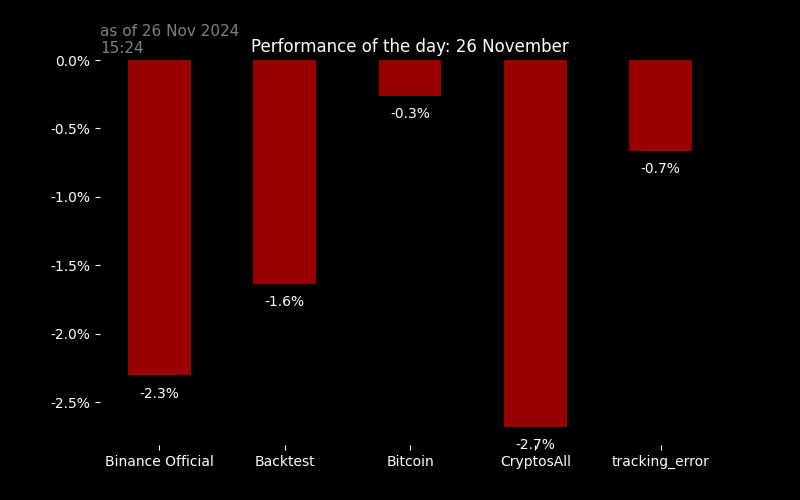 as of 26 Nov 2024
15:24
Performance of the day: 26 November
0.0%
-0.5%
-1.0%
-1.5%
-2.0%
-2.5%
-2.3%
-1.6%
-0.3%
-2.7%
-0.7%
Binance Official
Backtest
Bitcoin
CryptosAll
tracking_error